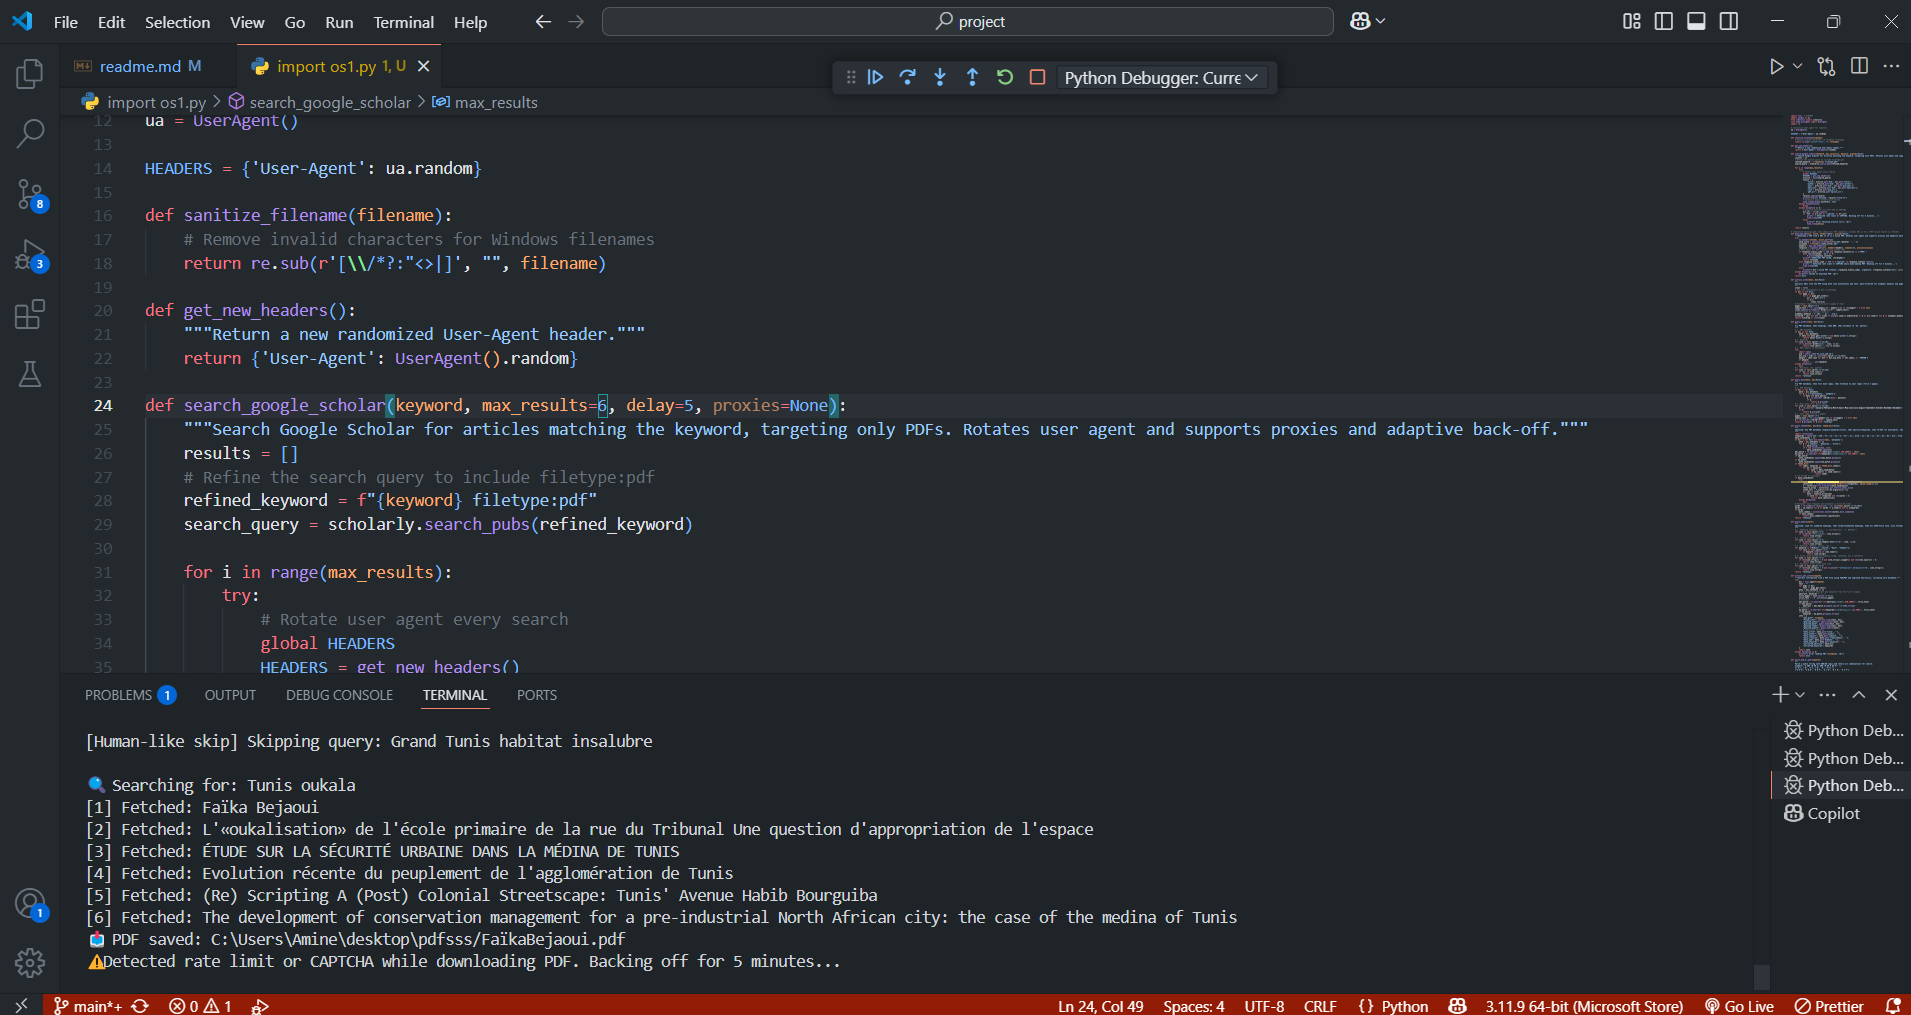 File Edit Selection View Go Run Terminal Help
project
readme.md M
import os1.py 1, U
Python Debugger: Curre
import os1.py > search_google_scholar > max_results
12 ua = UserAgent()
13
14 HEADERS = {'User-Agent': ua.random}
15
16 def sanitize_filename(filename):
17 # Remove invalid characters for Windows filenames
18 return re.sub(r'[\\/*?:"<>|]', "", filename)
19
20 def get_new_headers():
21 """Return a new randomized User-Agent header."""
22 return {'User-Agent': UserAgent().random}
23
24 def search_google_scholar(keyword, max_results=6, delay=5, proxies=None):
25 """Search Google Scholar for articles matching the keyword, targeting only PDFs. Rotates user agent and supports proxies and adaptive back-off."""
26 results = []
27 # Refine the search query to include filetype:pdf
28 refined_keyword = f"{keyword} filetype:pdf"
29 search_query = scholarly.search_pubs(refined_keyword)
30
31 for i in range(max_results):
32 try:
33 # Rotate user agent every search
34 global HEADERS
35 HEADERS = get_new_headers()
8
3
1
PROBLEMS 1 OUTPUT DEBUG CONSOLE TERMINAL PORTS
[Human-like skip] Skipping query: Grand Tunis habitat insalubre
Searching for: Tunis oukala
[1] Fetched: Faïka Bejaoui
[2] Fetched: L'«oukalisation» de l'école primaire de la rue du Tribunal Une question d'appropriation de l'espace
[3] Fetched: ÉTUDE SUR LA SÉCURITÉ URBAINE DANS LA MÉDINA DE TUNIS
[4] Fetched: Evolution récente du peuplement de l'agglomération de Tunis
[5] Fetched: (Re) Scripting A (Post) Colonial Streetscape: Tunis' Avenue Habib Bourguiba
[6] Fetched: The development of conservation management for a pre-industrial North African city: the case of the medina of Tunis
PDF saved: C:\Users\Amine\desktop\pdfsss/FaïkaBejaoui.pdf
Detected rate limit or CAPTCHA while downloading PDF. Backing off for 5 minutes...
Python Deb...
Python Deb...
Python Deb...
Copilot
main*+ 0 1
Ln 24, Col 49 Spaces: 4 UTF-8 CRLF {} Python 3.11.9 64-bit (Microsoft Store) Go Live Prettier